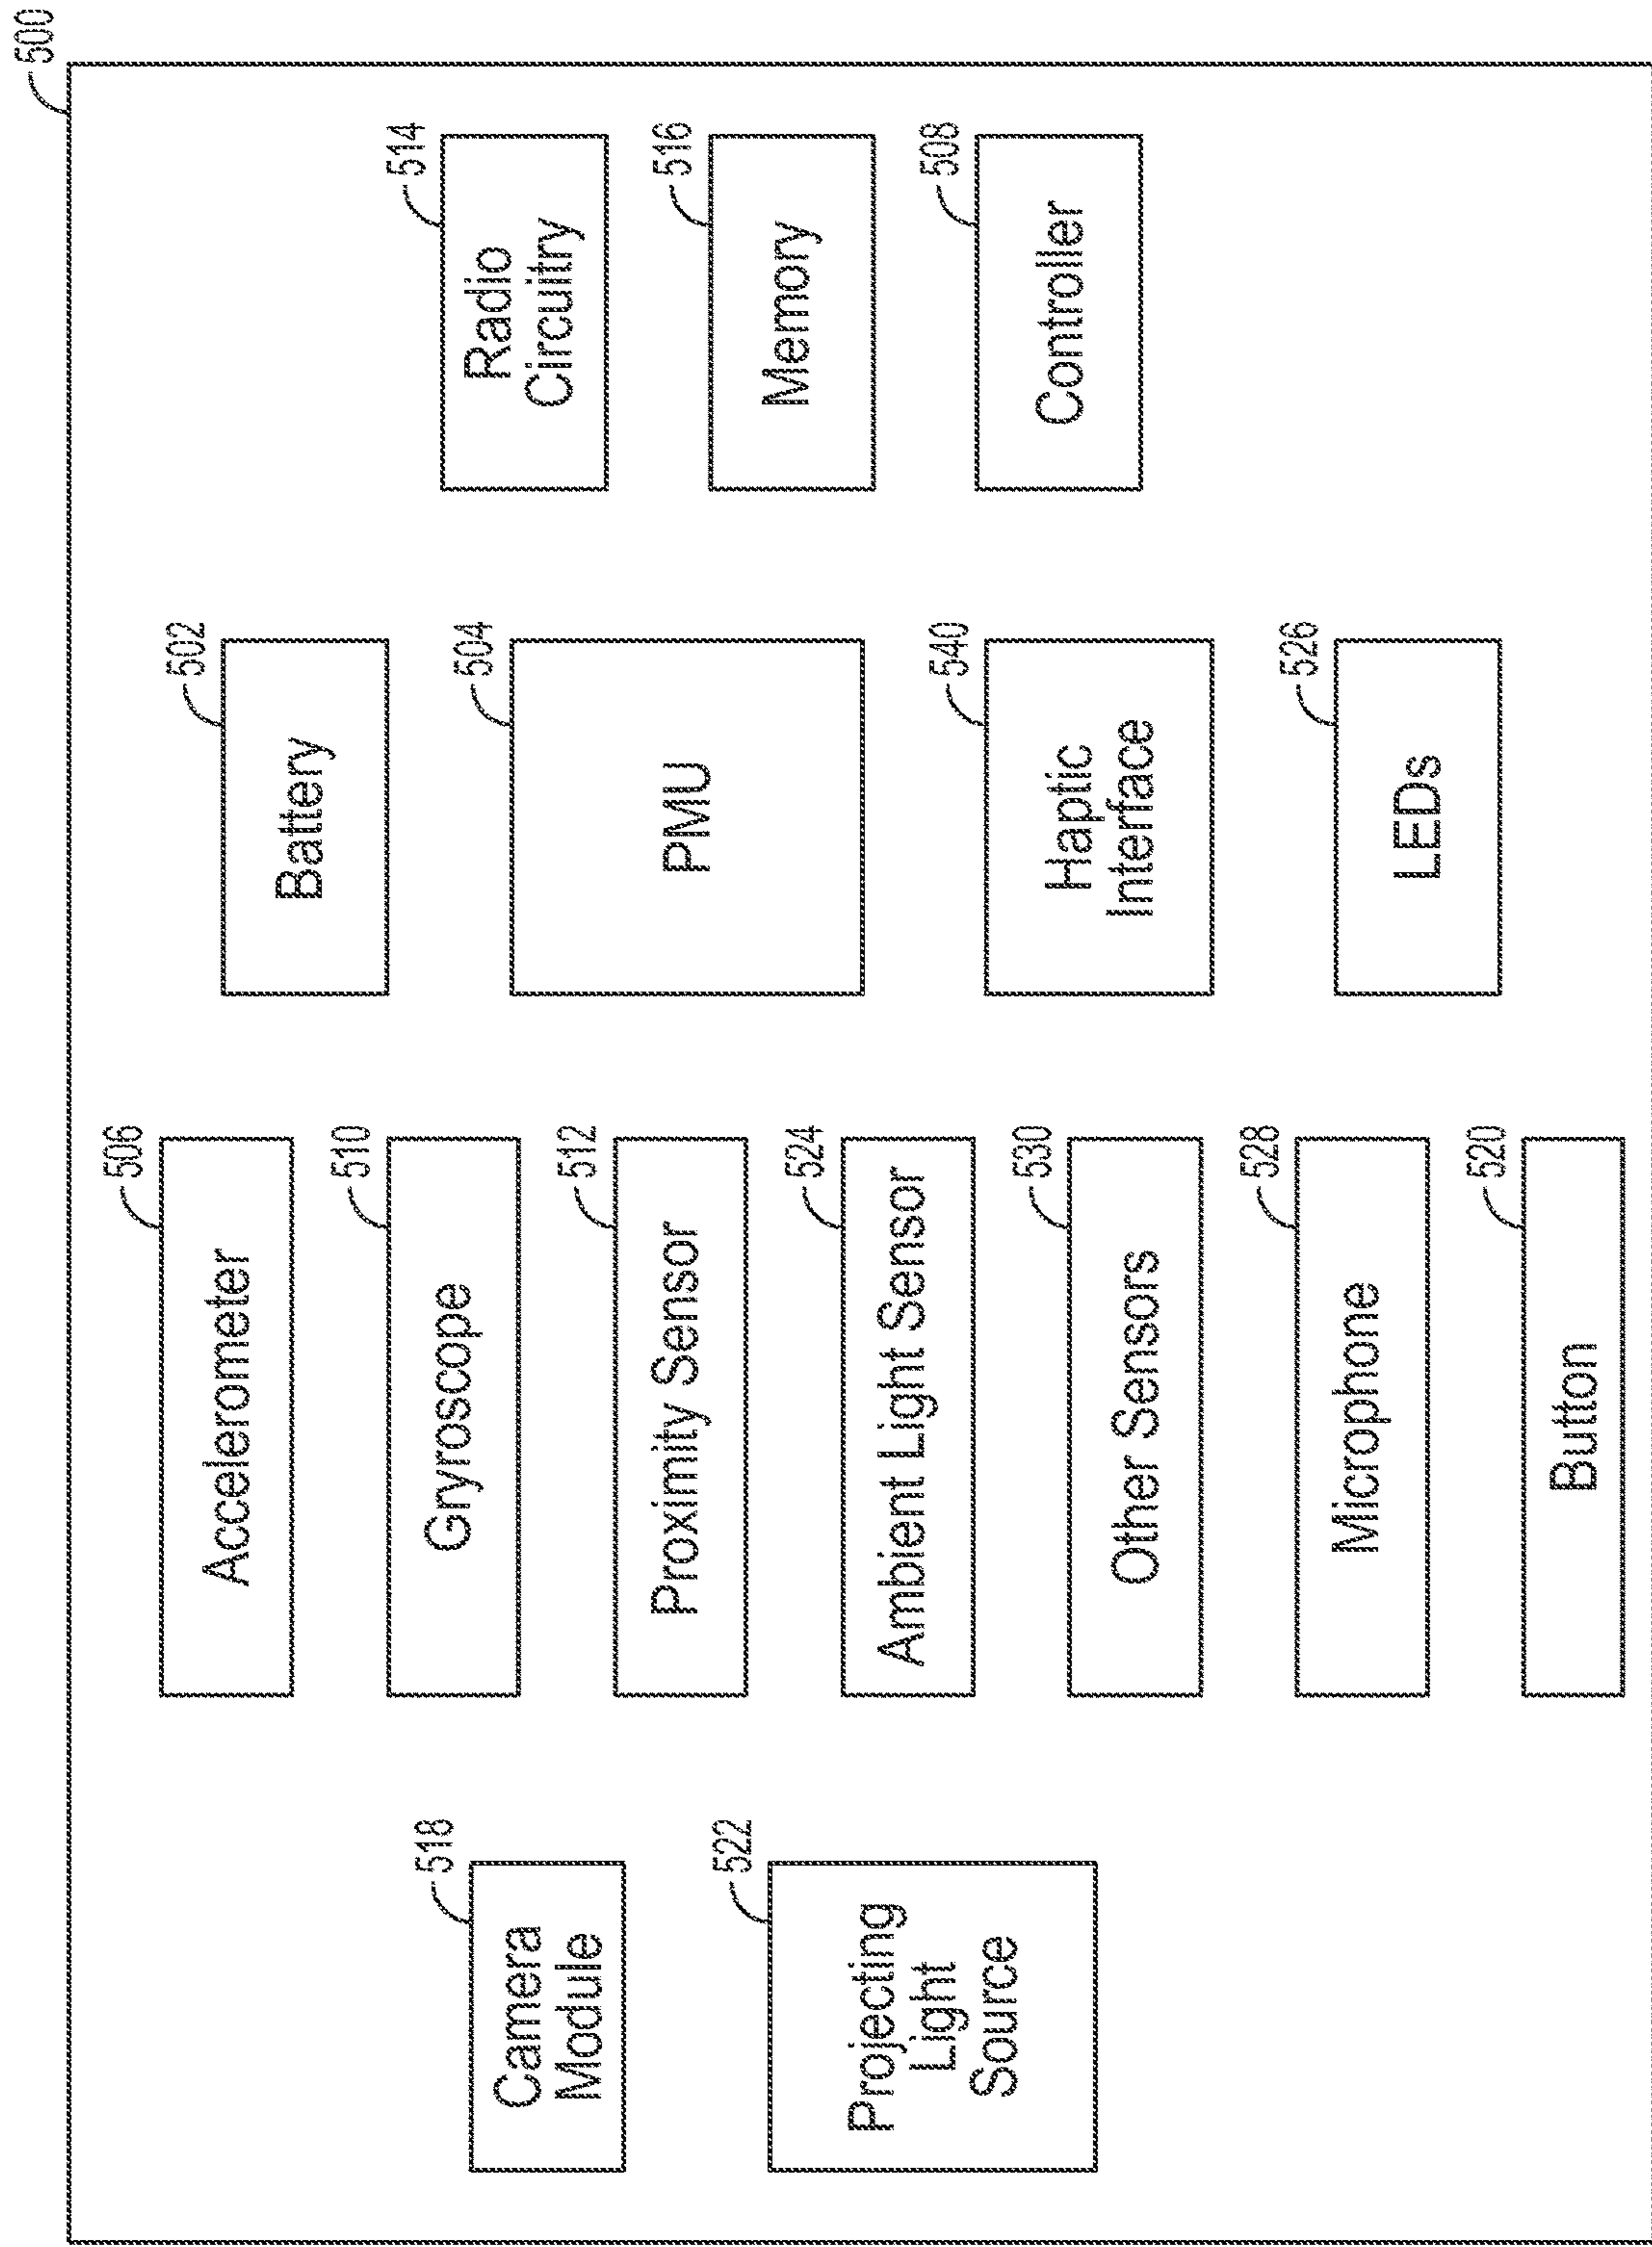 500
518
Camera
Module
522
Projecting
Light
Source
506
Accelerometer
510
Gryoscope
512
Proximity Sensor
524
Ambient Light Sensor
530
Other Sensors
528
Microphone
520
Button
502
Battery
504
PMU
540
Haptic
Interface
526
LEDs
514
Radio
Circuitry
516
Memory
508
Controller